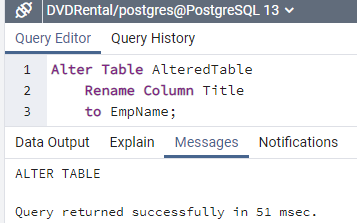 DVDRental/postgres@PostgreSQL 13
Query Editor Query History
1 Alter Table AlteredTable
2 Rename Column Title
3 to EmpName;
Data Output Explain Messages Notifications
ALTER TABLE
Query returned successfully in 51 msec.